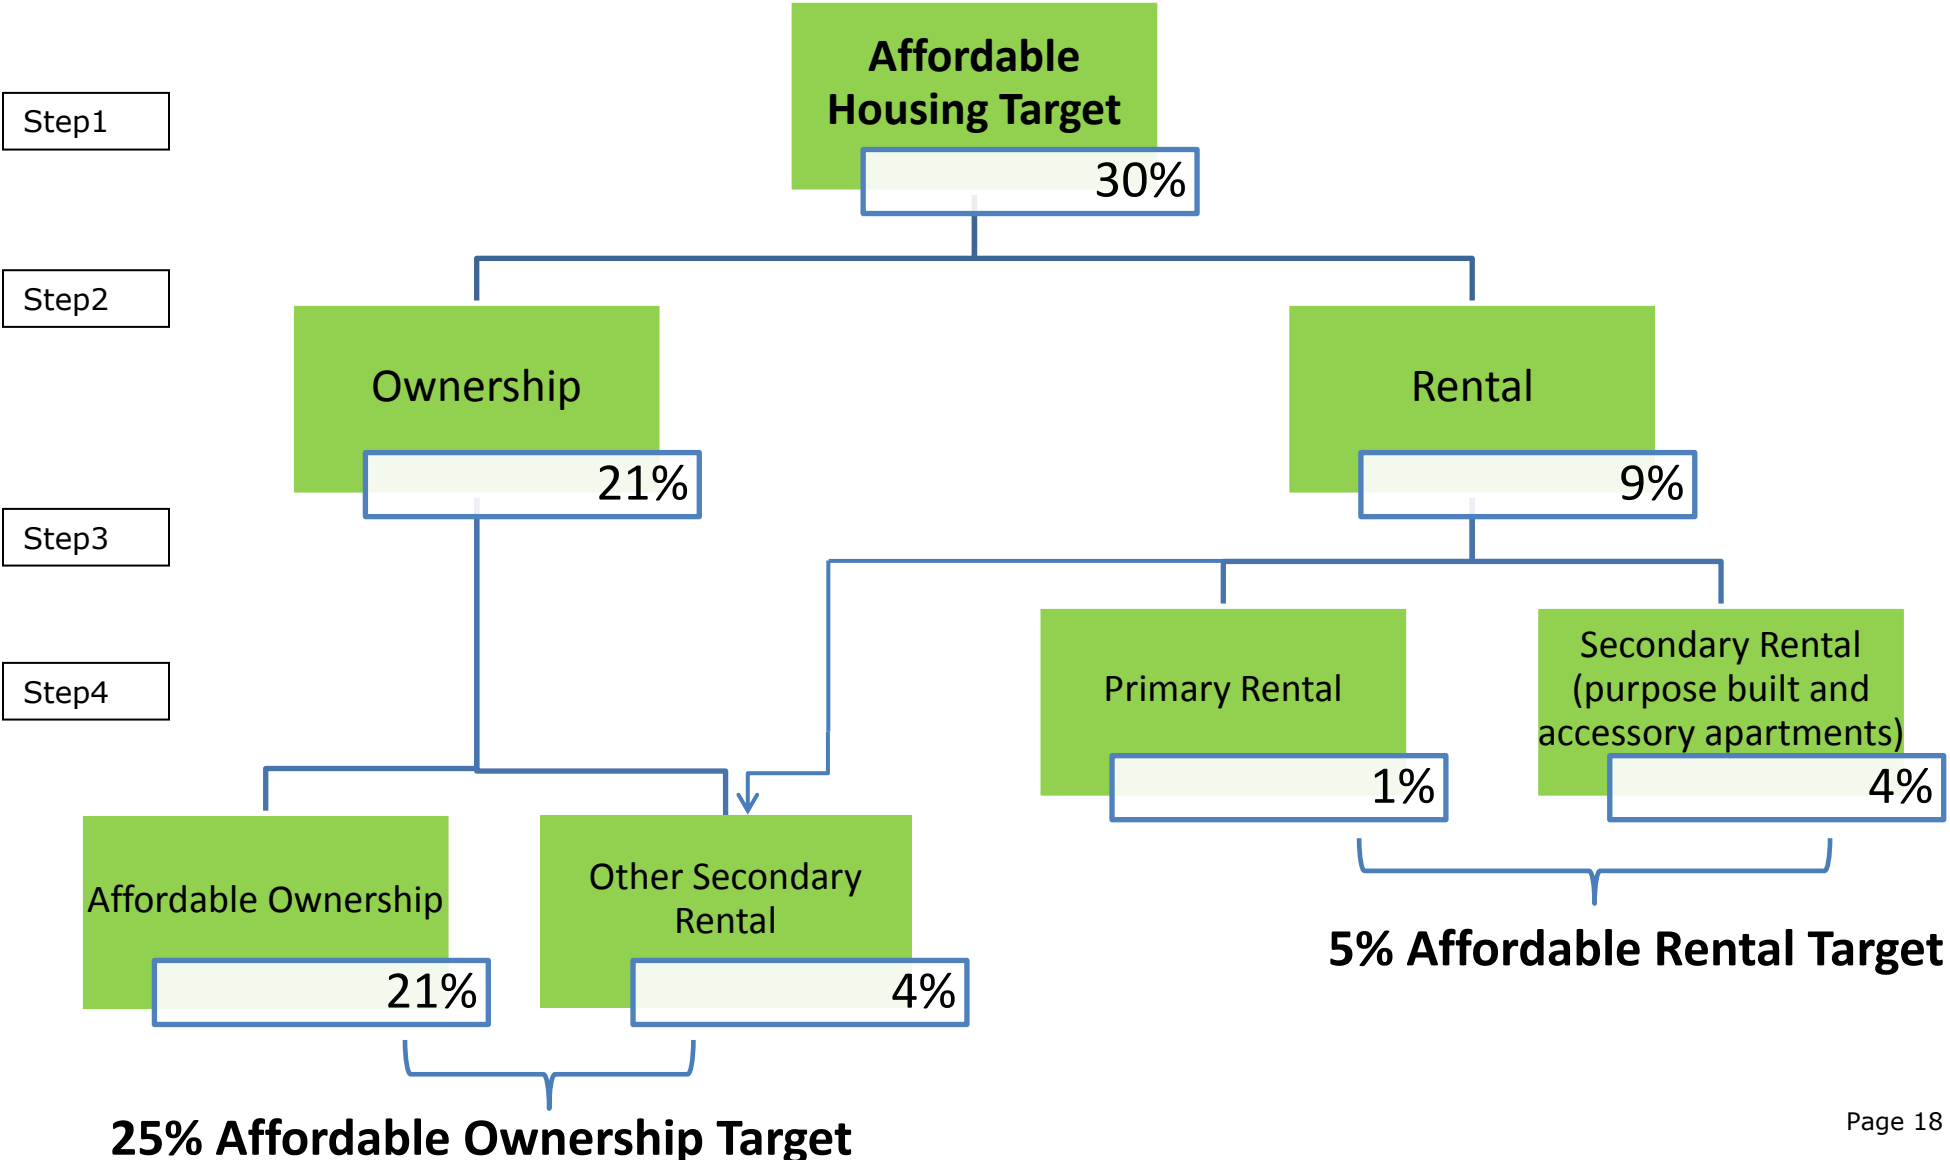 Affordable
Housing Target
Step1
30%
Step2
Ownership
Rental
21%
9%
Step3
Primary Rental
Secondary Rental
(purpose built and
accessory apartments)
Step4
1%
4%
Affordable Ownership
Other Secondary
Rental
5% Affordable Rental Target
21%
4%
25% Affordable Ownership Target
Page 18